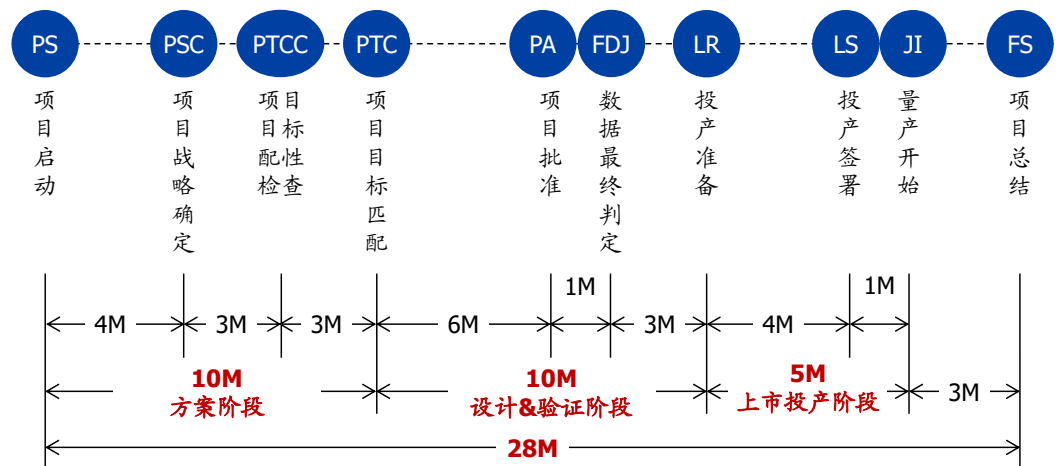 PS
PSC
PTCC
PTC
PA
FDJ
LR
LS
JI
FS
项目启动
项目战略确定
项目目标配性检查
项目目标匹配
项目批准
数据最终判定
投产准备
投产签署
量产开始
项目总结
1M
1M
4M
3M
3M
6M
3M
4M
10M
方案阶段
10M
设计&验证阶段
5M
上市投产阶段
3M
28M